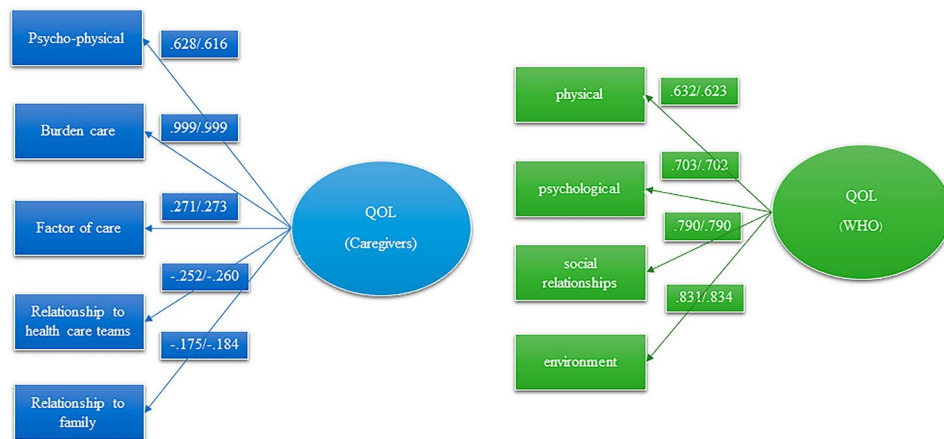 Psycho-physical
.628/.616
Burden care
.999/.999
Factor of care
.271/.273
Relationship to
health care teams
-.252/-.260
Relationship to
family
-.175/-.184
QOL
(Caregivers)
physical
.632/.623
psychological
.703/.702
social
relationships
.790/.790
environment
.831/.834
QOL
(WHO)